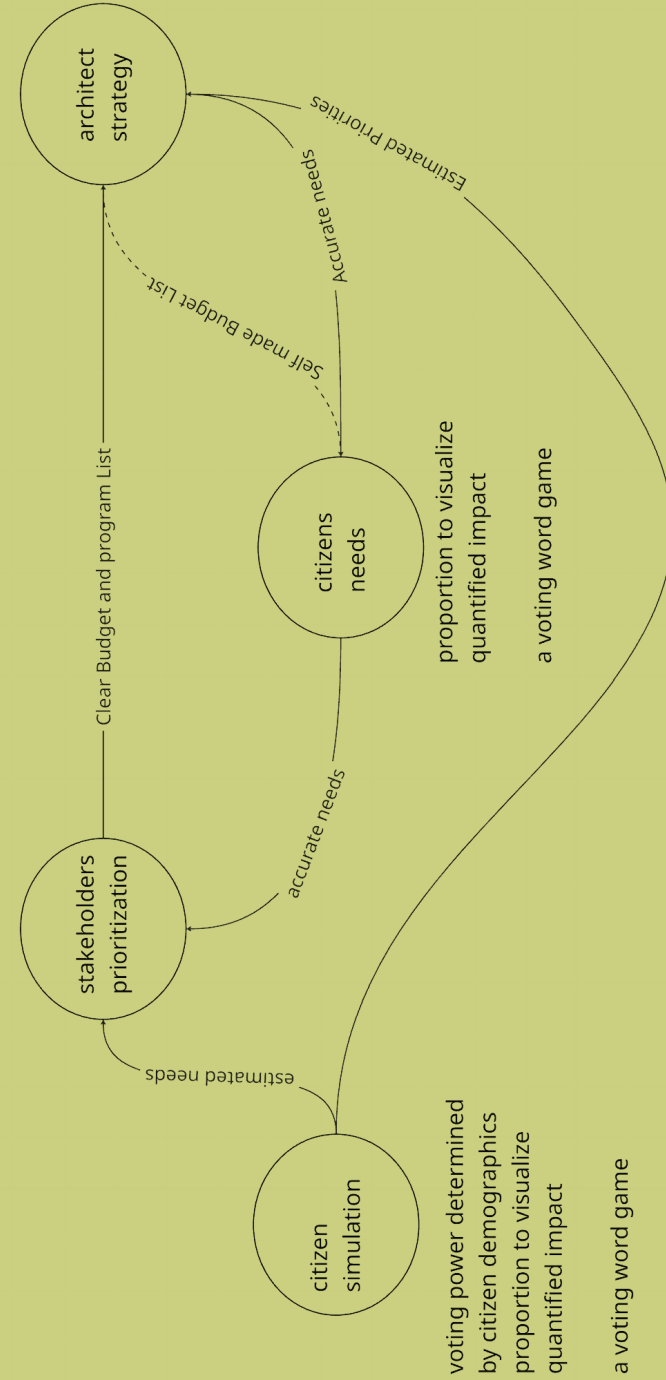 citizen
simulation
voting power determined
by citizen demographics
proportion to visualize
quantified impact
a voting word game
estimated needs
stakeholders
prioritization
accurate needs
Clear Budget and program List
citizens
needs
proportion to visualize
quantified impact
a voting word game
Self made Budget List
Accurate needs
Estimated Priorities
architect
strategy